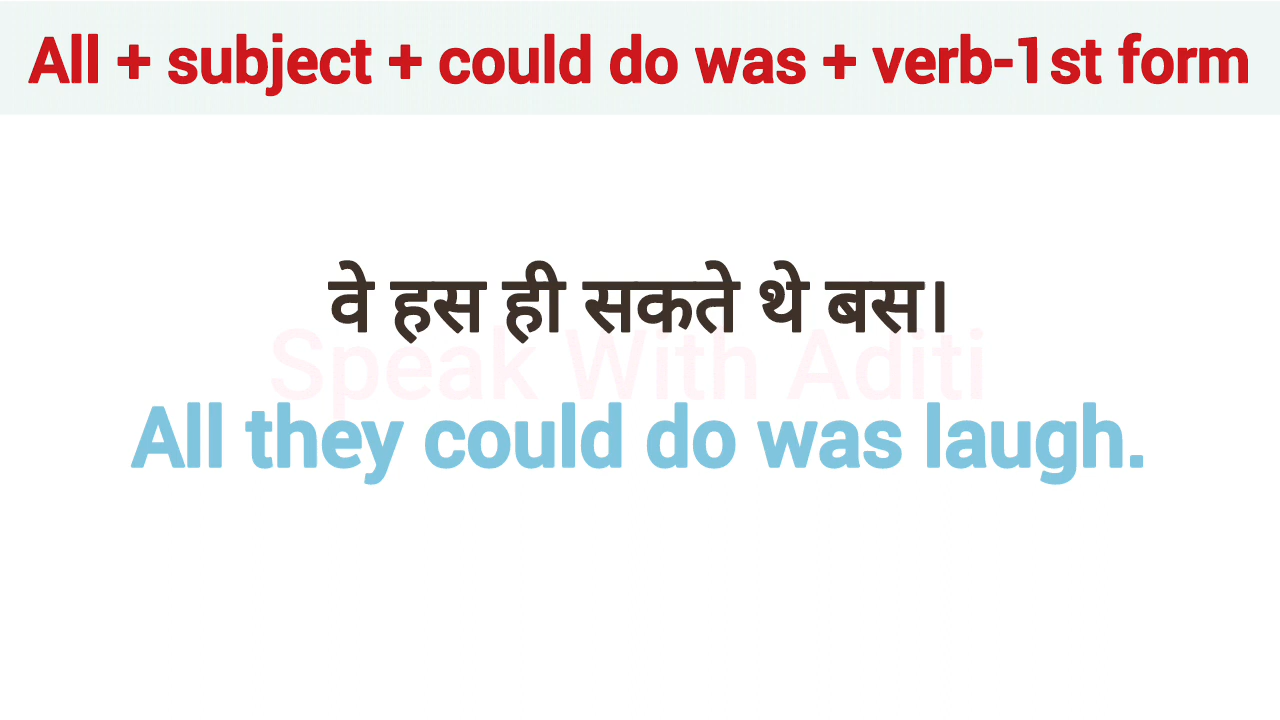 All + subject + could do was + verb-1st form
वे हस ही सकते थे बस।
Speak With Aditi
All they could do was laugh.